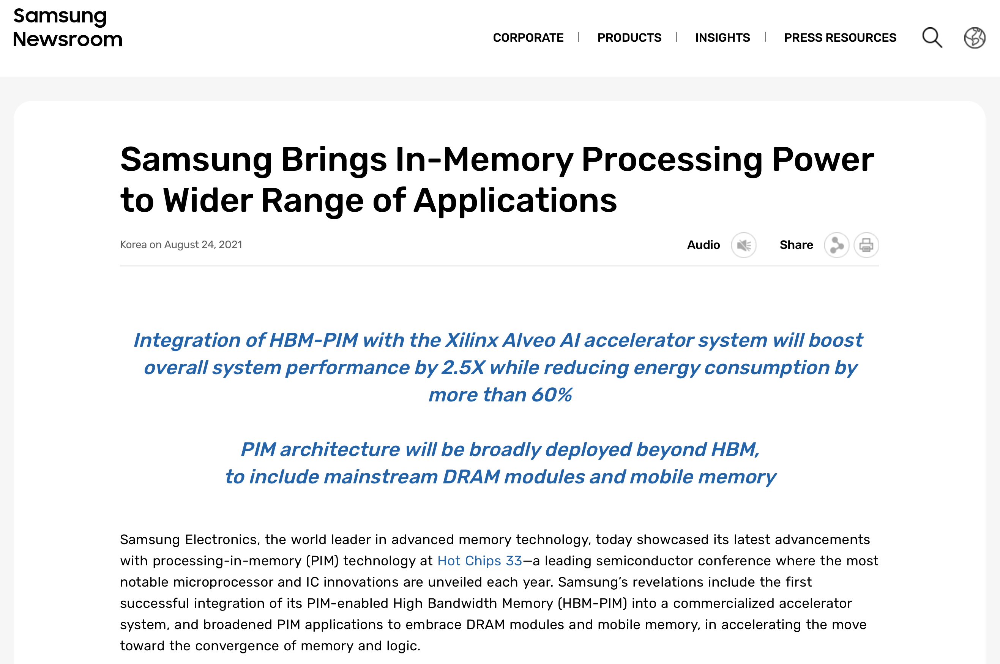 Samsung
Newsroom
CORPORATE | PRODUCTS | INSIGHTS | PRESS RESOURCES
Samsung Brings In-Memory Processing Power
to Wider Range of Applications
Korea on August 24, 2021
Audio Share
Integration of HBM-PIM with the Xilinx Alveo AI accelerator system will boost
overall system performance by 2.5X while reducing energy consumption by
more than 60%
PIM architecture will be broadly deployed beyond HBM,
to include mainstream DRAM modules and mobile memory
Samsung Electronics, the world leader in advanced memory technology, today showcased its latest advancements
with processing-in-memory (PIM) technology at Hot Chips 33—a leading semiconductor conference where the most
notable microprocessor and IC innovations are unveiled each year. Samsung’s revelations include the first
successful integration of its PIM-enabled High Bandwidth Memory (HBM-PIM) into a commercialized accelerator
system, and broadened PIM applications to embrace DRAM modules and mobile memory, in accelerating the move
toward the convergence of memory and logic.